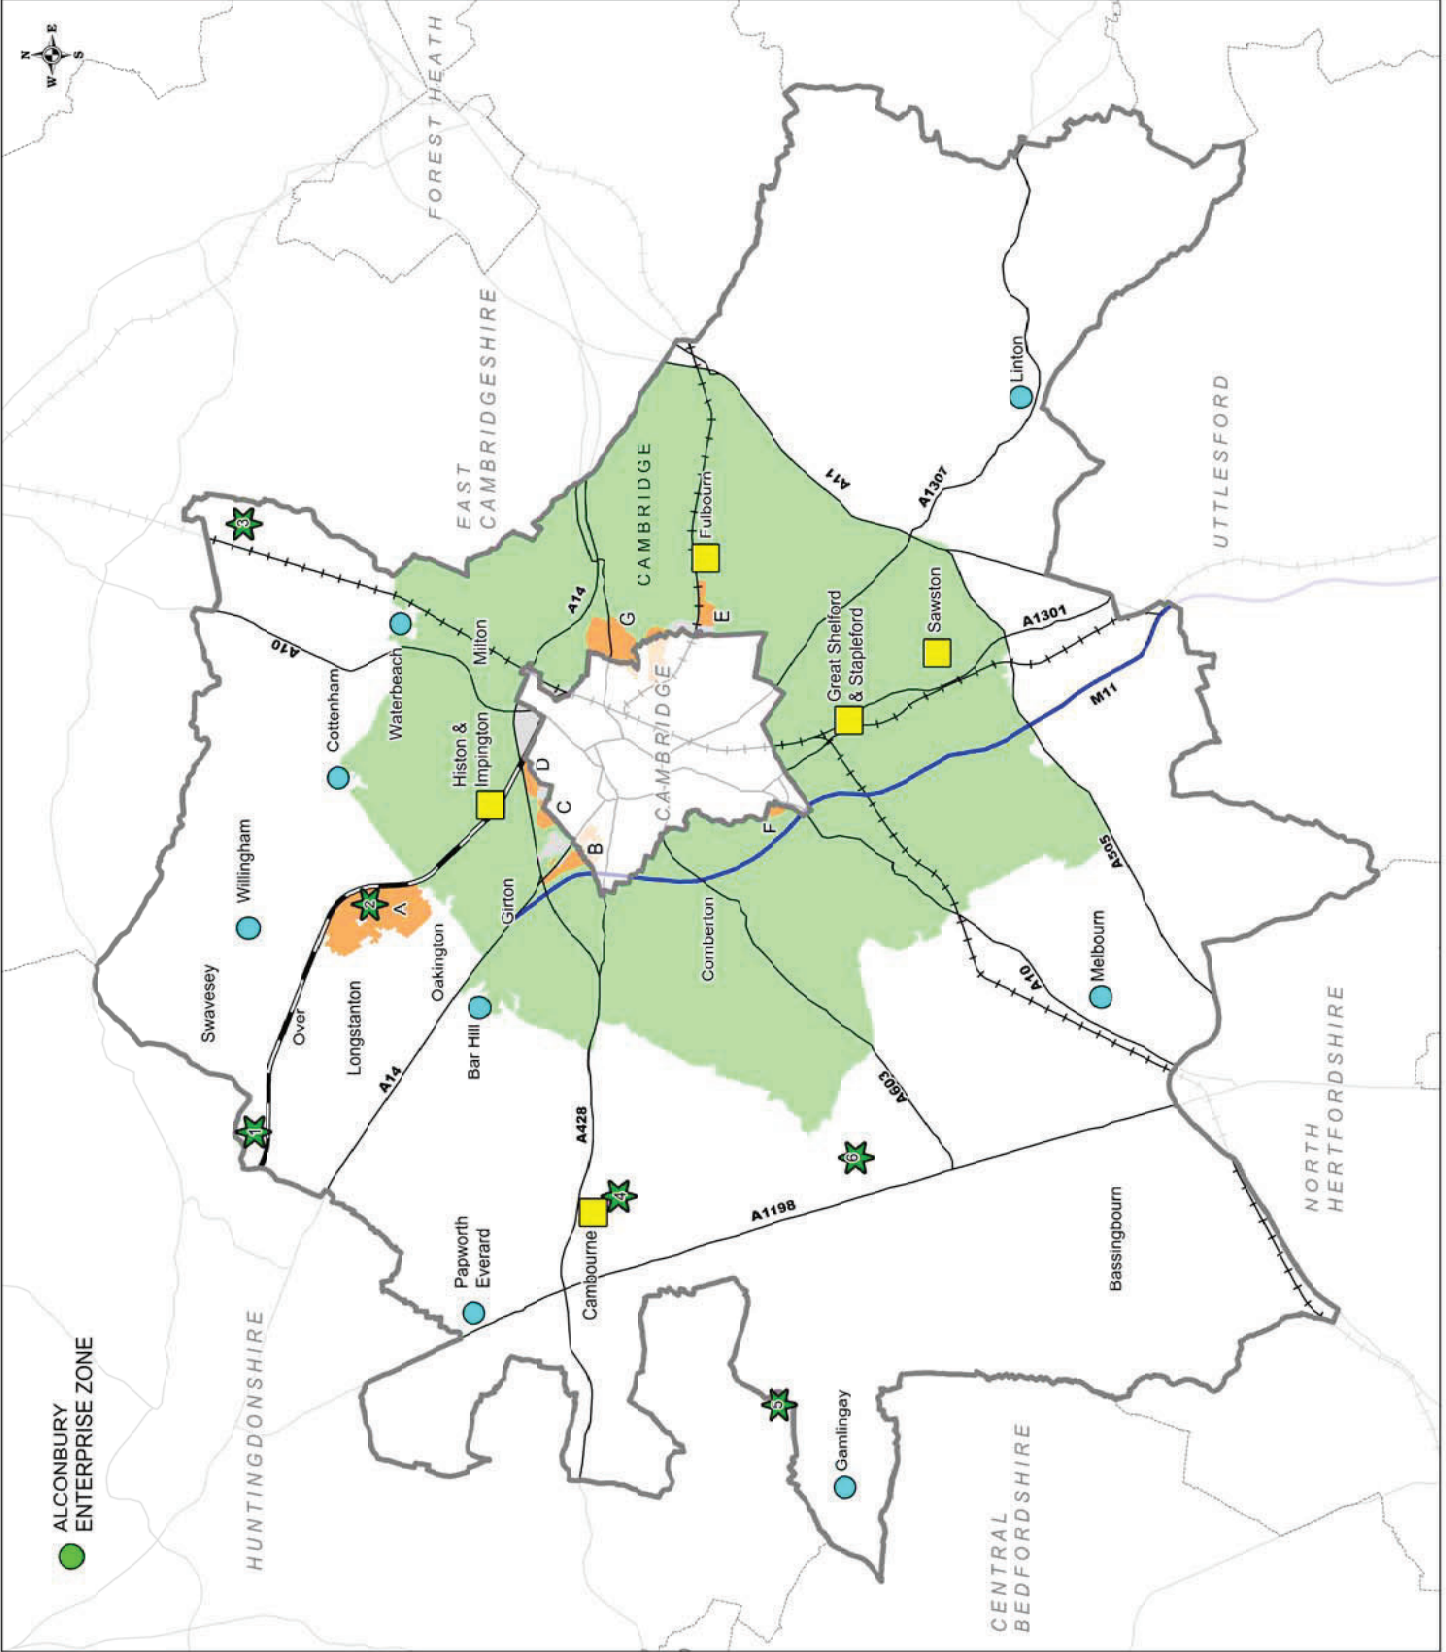 ALCONBURY
ENTERPRISE ZONE
N
E
S
W
FOREST HEATH
HUNTINGDONSHIRE
EAST
CAMBRIDGESHIRE
CAMBRIDGE
CAMBRIDGE
UTTLESFORD
NORTH
HERTFORDSHIRE
CENTRAL
BEDFORDSHIRE
Swavesey
Willingham
Over
Longstanton
Oakington
Cottenham
Waterbeach
Milton
Histon &
Impington
Girton
Bar Hill
Papworth
Everard
Cambourne
Comberton
Gamlingay
Bassingbourn
Melbourn
Great Shelford
& Stapleford
Sawston
Fulbourn
Linton
A10
A14
A14
A428
A1198
A603
A10
A505
M11
A1301
A1307
A11
A
B
C
D
E
F
G
1
2
3
4
5
6